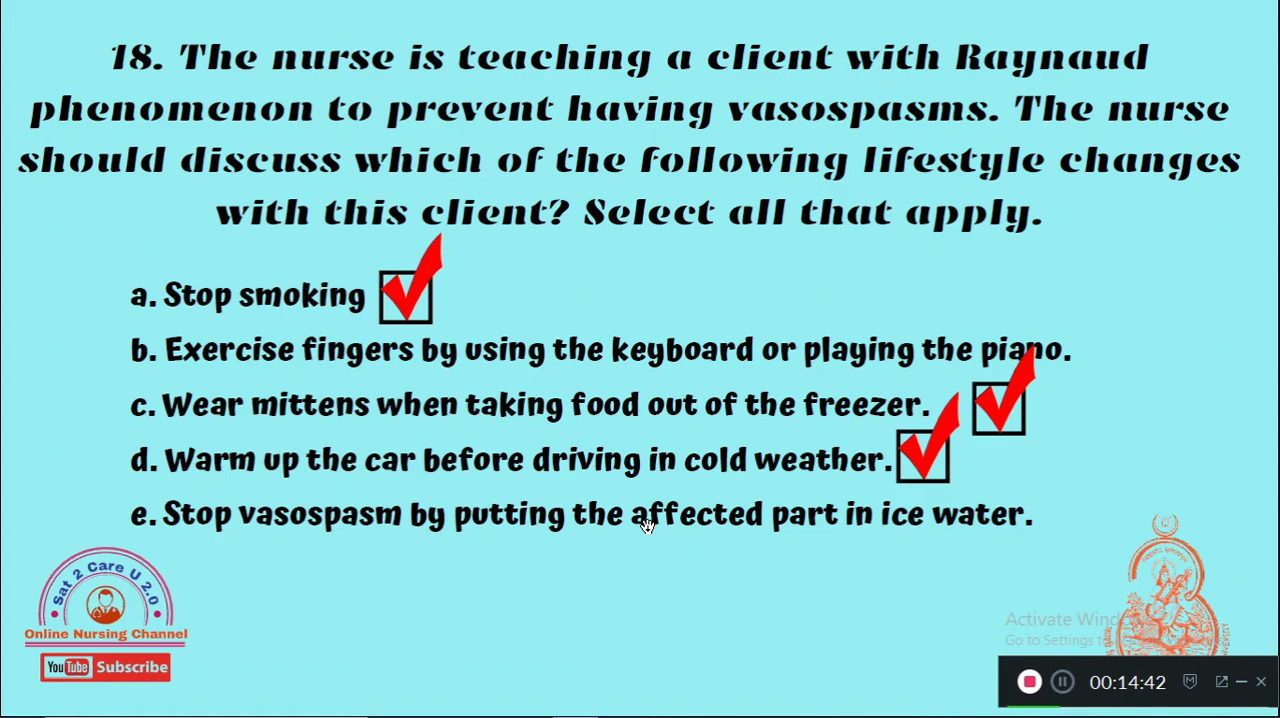 18. The nurse is teaching a client with Raynaud
phenomenon to prevent having vasospasms. The nurse
should discuss which of the following lifestyle changes
with this client? Select all that apply.
a. Stop smoking
b. Exercise fingers by using the keyboard or playing the piano.
c. Wear mittens when taking food out of the freezer.
d. Warm up the car before driving in cold weather.
e. Stop vasospasm by putting the affected part in ice water.
Sat 2 Care U 2.0
Online Nursing Channel
YouTube Subscribe
Activate Wind
Go to Settings t
00:14:42